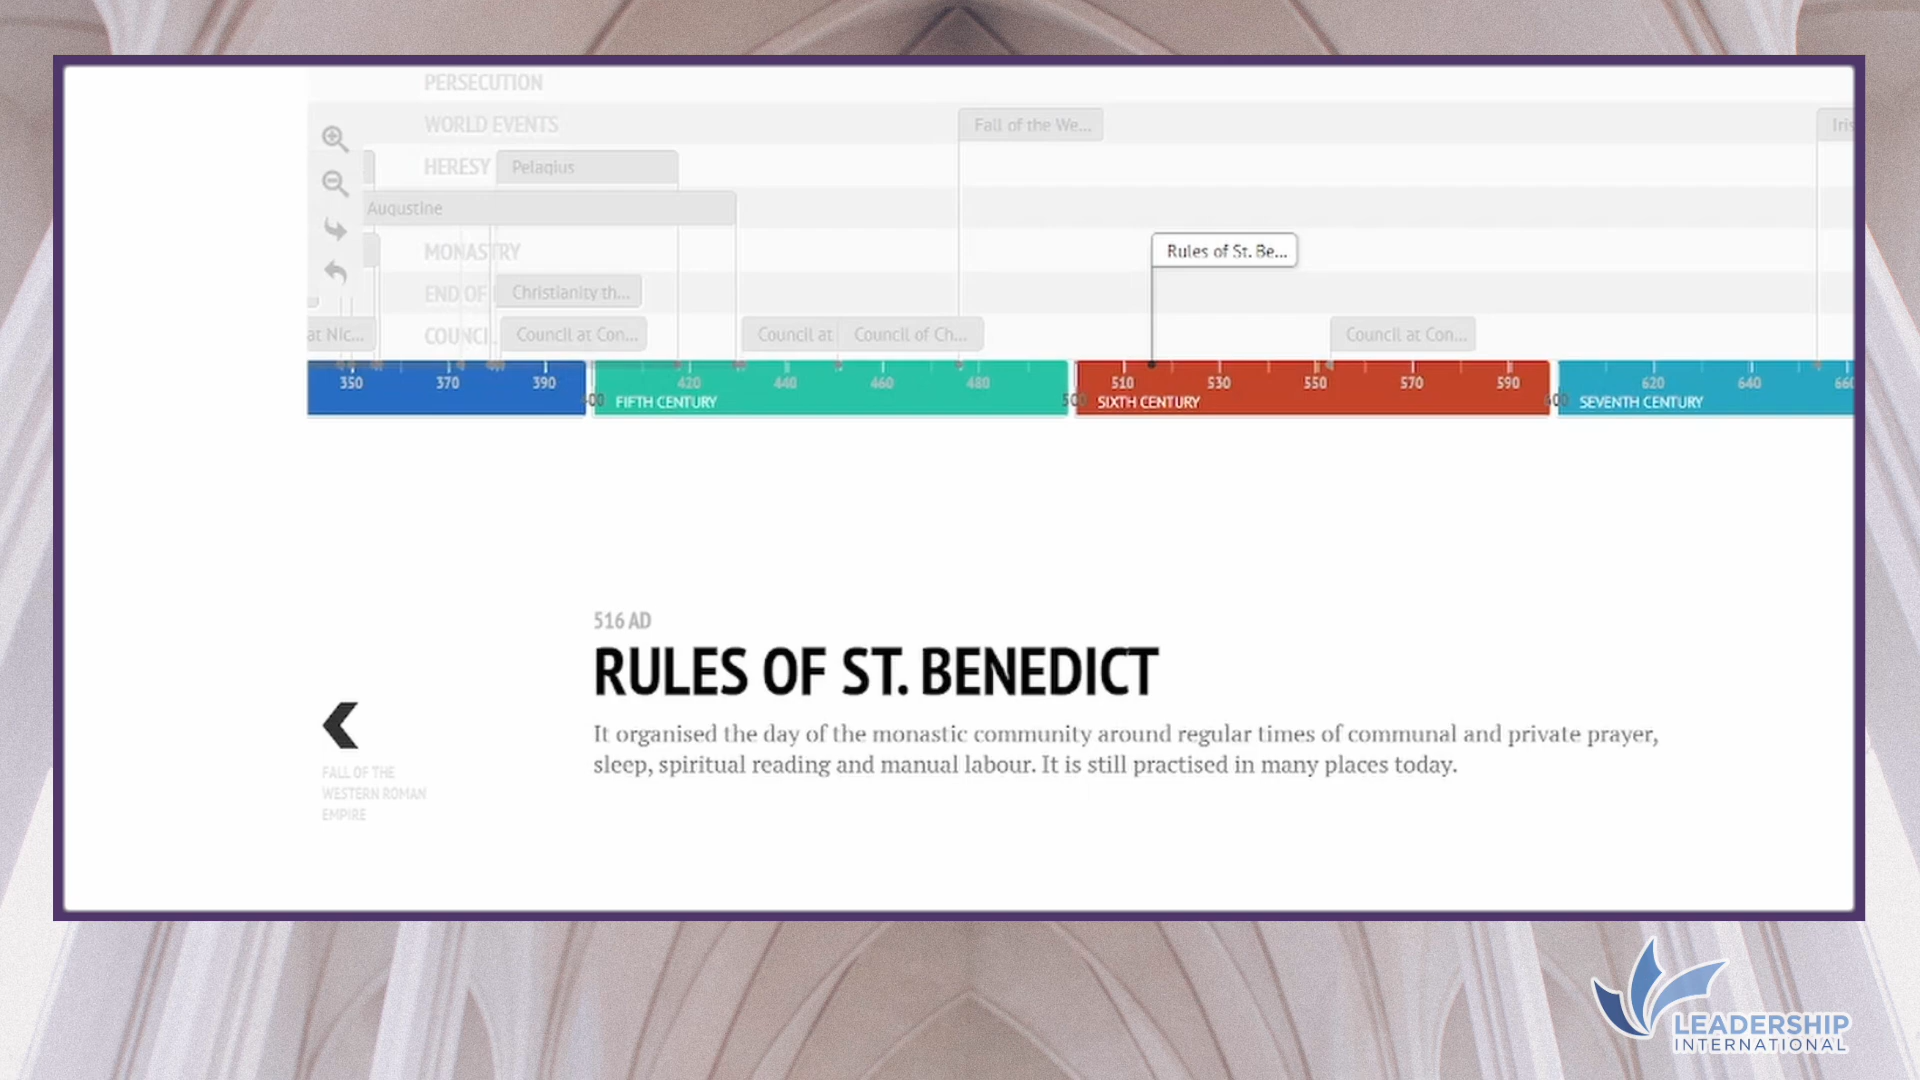 PERSECUTION
WORLD EVENTS
Fall of the We...
HERESY
Pelagius
Augustine
MONASTRY
Rules of St. Be...
END OF
Christianity th...
at Nic...
COUNCIL
Council at Con...
Council at
Council of Ch...
Council at Con...
350 370 390 420 440 460 480 510 530 550 570 590 620 640
FIFTH CENTURY
SIXTH CENTURY
SEVENTH CENTURY
516 AD
RULES OF ST. BENEDICT
It organised the day of the monastic community around regular times of communal and private prayer,
sleep, spiritual reading and manual labour. It is still practised in many places today.
FALL OF THE
WESTERN ROMAN
EMPIRE
LEADERSHIP
INTERNATIONAL